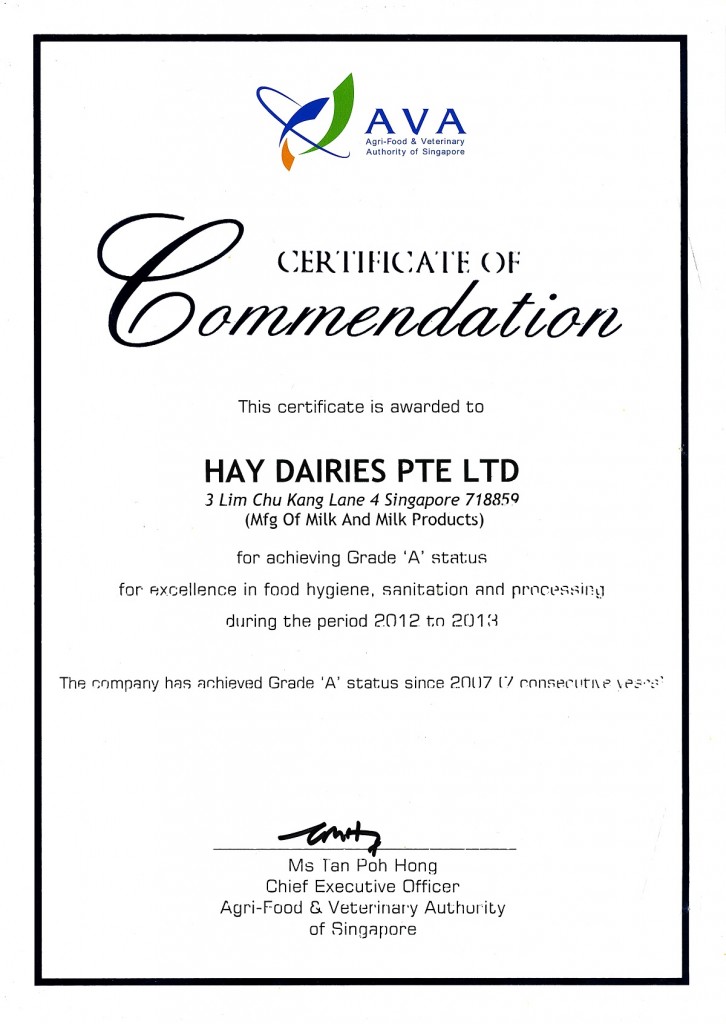 AVA
Agri-Food & Veterinary
Authority of Singapore
CERTIFICATE OF
Commendation
This certificate is awarded to
HAY DAIRIES PTE LTD
3 Lim Chu Kang Lane 4 Singapore 718859
(Mfg Of Milk And Milk Products)
for achieving Grade 'A' status
for excellence in food hygiene, sanitation and processing
during the period 2012 to 2013
The company has achieved Grade 'A' status since 2007 (7 consecutive years)
Ms Tan Poh Hong
Chief Executive Officer
Agri-Food & Veterinary Authority
of Singapore